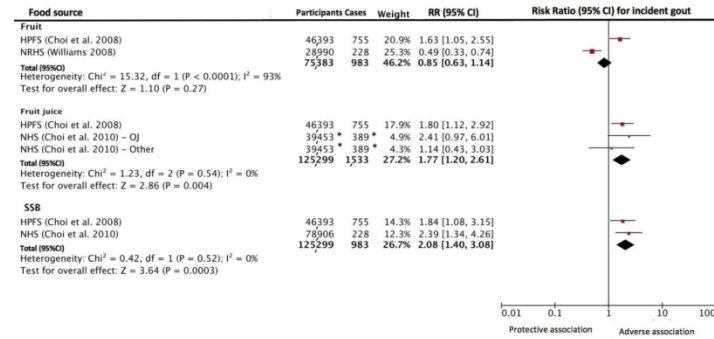 Food source Participants Cases Weight RR (95% CI) Risk Ratio (95% CI) for incident gout
Fruit
HPFS (Choi et al. 2008) 46393 755 20.9% 1.63 [1.05, 2.55]
NRHS (Williams 2008) 28990 228 25.3% 0.49 [0.33, 0.74]
Total (95%CI) 75383 983 46.2% 0.85 [0.63, 1.14]
Heterogeneity: Chi² = 15.32, df = 1 (P < 0.0001); I² = 93%
Test for overall effect: Z = 1.10 (P = 0.27)
Fruit juice
HPFS (Choi et al. 2008) 46393 755 17.9% 1.80 [1.12, 2.92]
NHS (Choi et al. 2010) – OJ 39453 * 389 * 4.9% 2.41 [0.97, 6.01]
NHS (Choi et al. 2010) – Other 39453 * 389 * 4.3% 1.14 [0.43, 3.03]
Total (95%CI) 125,299 1,533 27.2% 1.77 [1.20, 2.61]
Heterogeneity: Chi² = 1.23, df = 2 (P = 0.54); I² = 0%
Test for overall effect: Z = 2.86 (P = 0.004)
SSB
HPFS (Choi et al. 2008) 46393 755 14.3% 1.84 [1.08, 3.15]
NHS (Choi et al. 2010) 78906 228 12.3% 2.39 [1.34, 4.26]
Total (95%CI) 125299 983 26.7% 2.08 [1.40, 3.08]
Heterogeneity: Chi² = 0.42, df = 1 (P = 0.52); I² = 0%
Test for overall effect: Z = 3.64 (P = 0.0003)
0.01 0.1 1 10 100
Protective association Adverse association